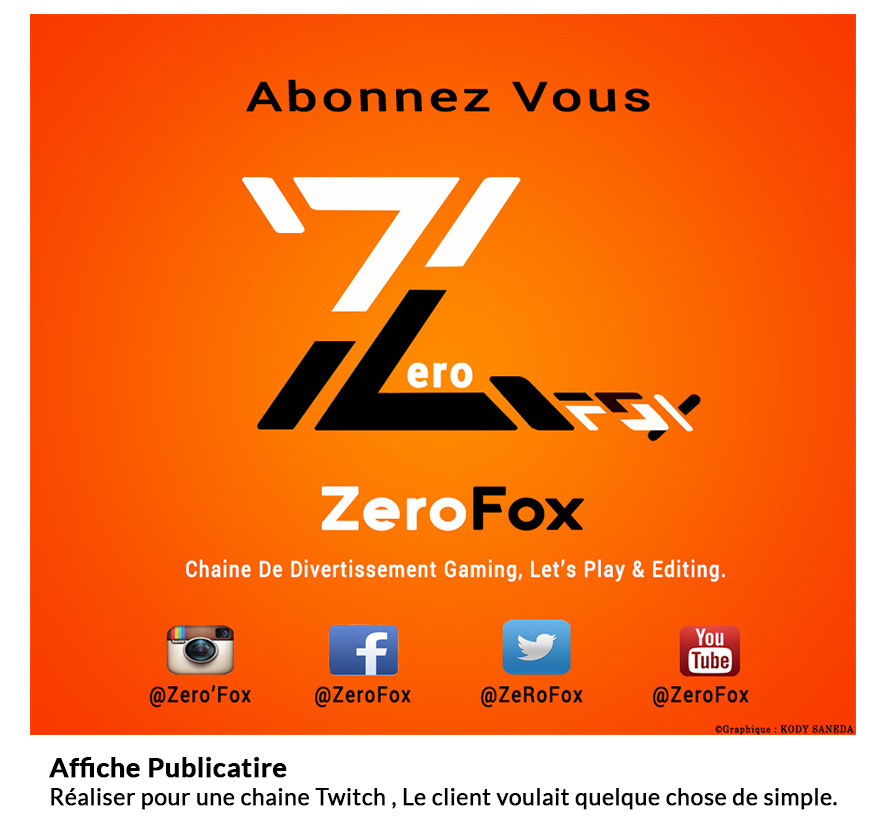 Abonnez Vous
Z
ero
Fox
ZeroFox
Chaine De Divertissement Gaming, Let's Play & Editing.
You
Tube
@Zero'Fox @ZeroFox @ZeRoFox @ZeroFox
©Graphique : KODY SANEDA
Affiche Publicatire
Réaliser pour une chaine Twitch , Le client voulait quelque chose de simple.